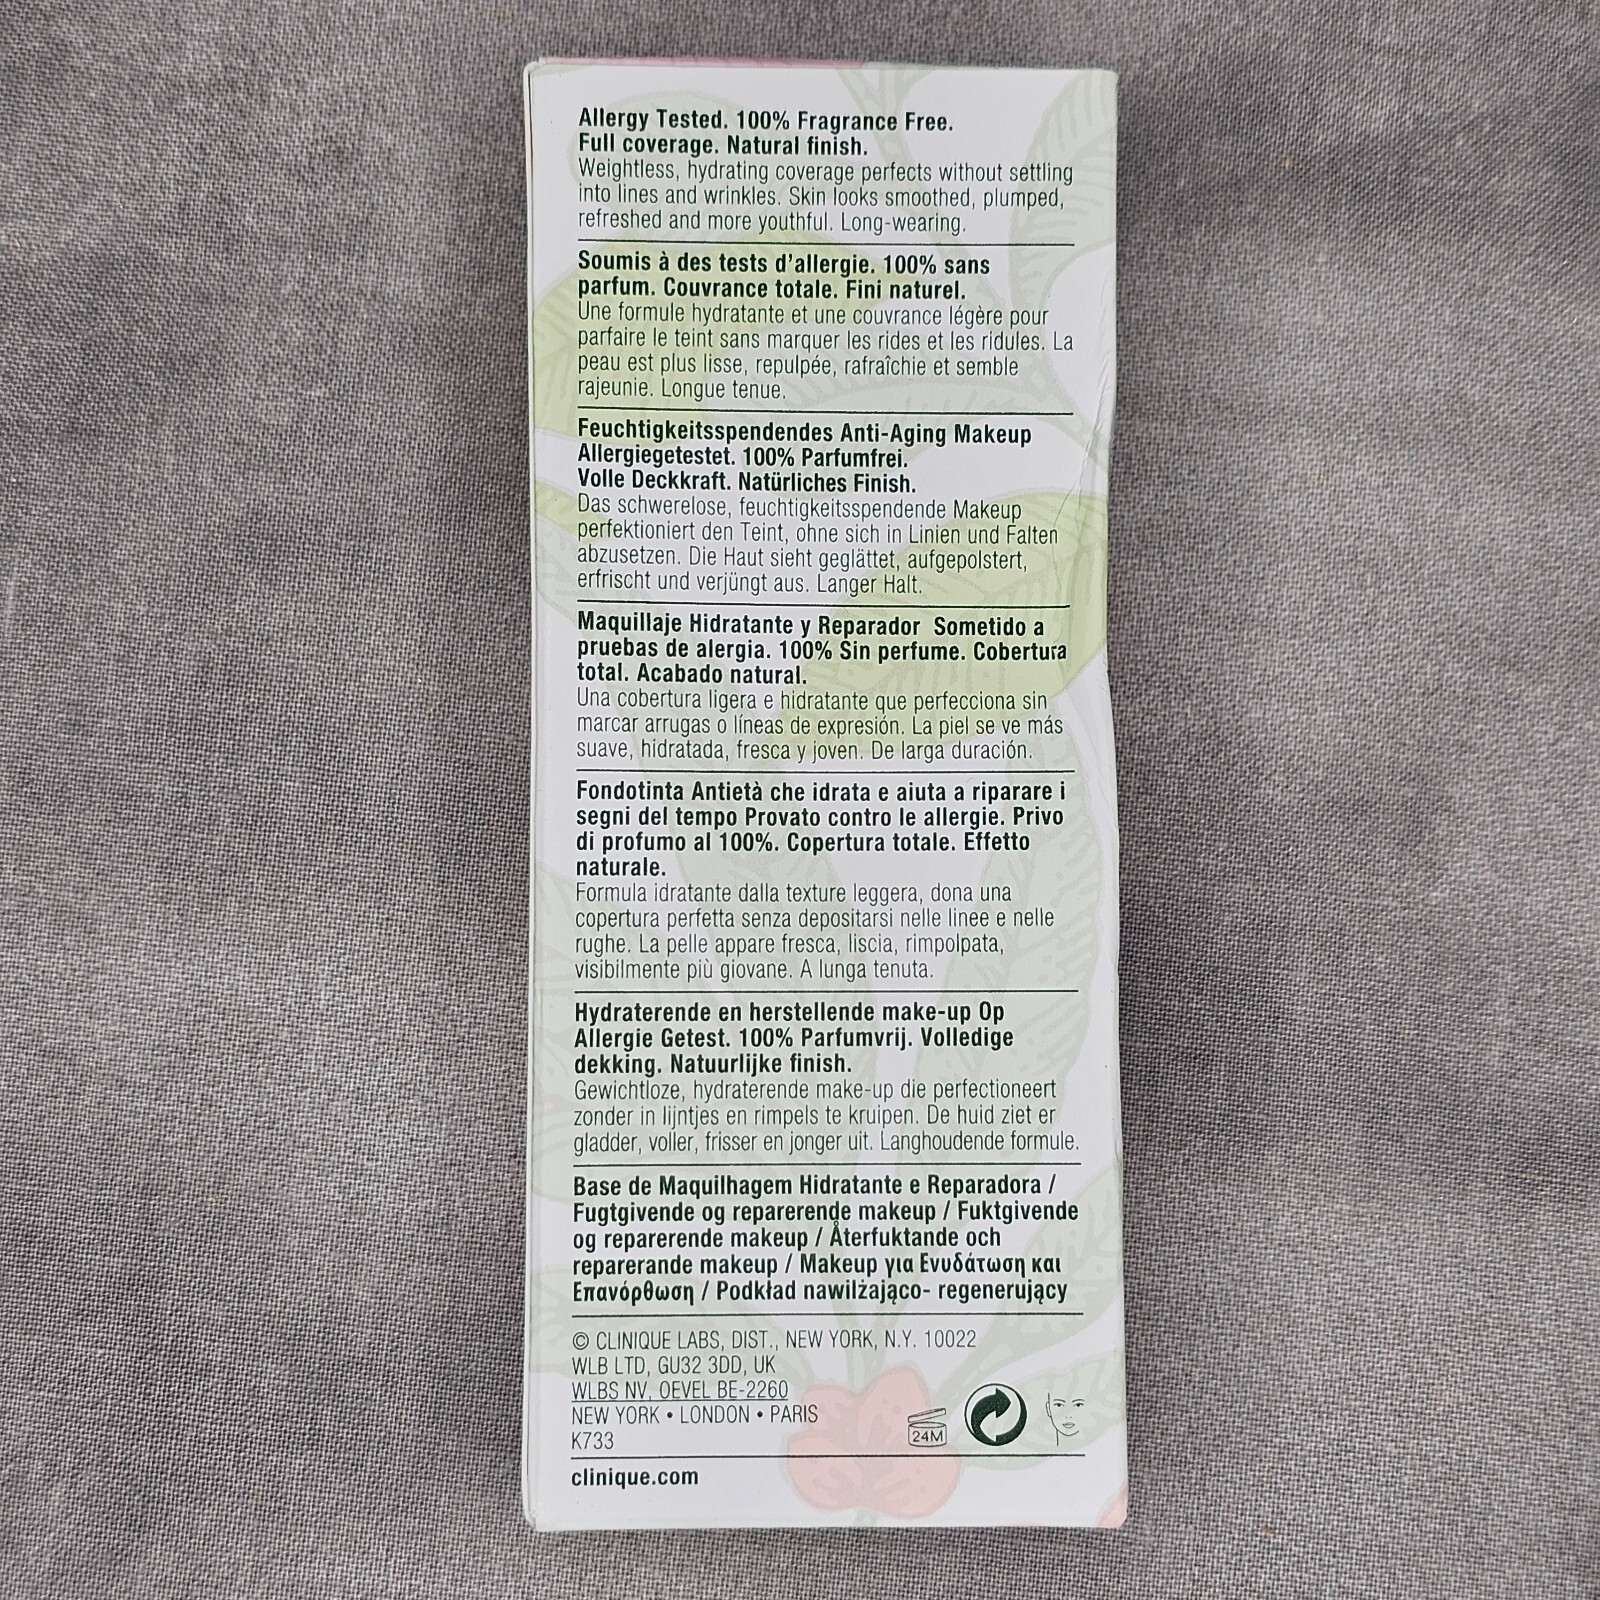 Allergy Tested. 100% Fragrance Free.
Full coverage. Natural finish.
Weightless, hydrating coverage perfects without settling
into lines and wrinkles. Skin looks smoothed, plumped,
refreshed and more youthful. Long-wearing.
Soumis à des tests d'allergie. 100% sans
parfum. Couvrance totale. Fini naturel.
Une formule hydratante et une couvrance légère pour
parfaire le teint sans marquer les rides et les ridules. La
peau est plus lisse, repulpée, rafraîchie et semble
rajeunie. Longue tenue.
Feuchtigkeitsspendendes Anti-Aging Makeup
Allergiegetestet. 100% Parfumfrei.
Volle Deckkraft. Natürliches Finish.
Das schwerelose, feuchtigkeitsspendende Makeup
perfektioniert den Teint, ohne sich in Linien und Falten
abzusetzen. Die Haut sieht geglättet, aufgepolstert,
erfrischt und verjüngt aus. Langer Halt.
Maquillaje Hidratante y Reparador Sometido a
pruebas de alergia. 100% Sin perfume. Cobertura
total. Acabado natural.
Una cobertura ligera e hidratante que perfecciona sin
marcar arrugas o líneas de expresión. La piel se ve más
suave, hidratada, fresca y joven. De larga duración.
Fondotinta Antietà che idrata e aiuta a riparare i
segni del tempo Provato contro le allergie. Privo
di profumo al 100%. Copertura totale. Effetto
naturale.
Formula idratante dalla texture leggera, dona una
copertura perfetta senza depositarsi nelle linee e nelle
rughe. La pelle appare fresca, liscia, rimpolpata,
visibilmente più giovane. A lunga tenuta.
Hydraterende en herstellende make-up Op
Allergie Getest. 100% Parfumvrij. Volledige
dekking. Natuurlijke finish.
Gewichtloze, hydraterende make-up die perfectioneert
zonder in lijntjes en rimpels te kruipen. De huid ziet er
gladder, voller, frisser en jonger uit. Langhoudende formule.
Base de Maquilhagem Hidratante e Reparadora /
Fugtgivende og reparerende makeup / Fuktgivende
og reparerende makeup / Återfuktande och
reparerande makeup / Makeup για Ενυδάτωση και
Επανόρθωση / Podkład nawilżająco- regenerujący
© CLINIQUE LABS, DIST., NEW YORK, N.Y. 10022
WLB LTD, GU32 3DD, UK
WLBS NV, OEVEL BE-2260
NEW YORK • LONDON • PARIS
K733
24M
clinique.com